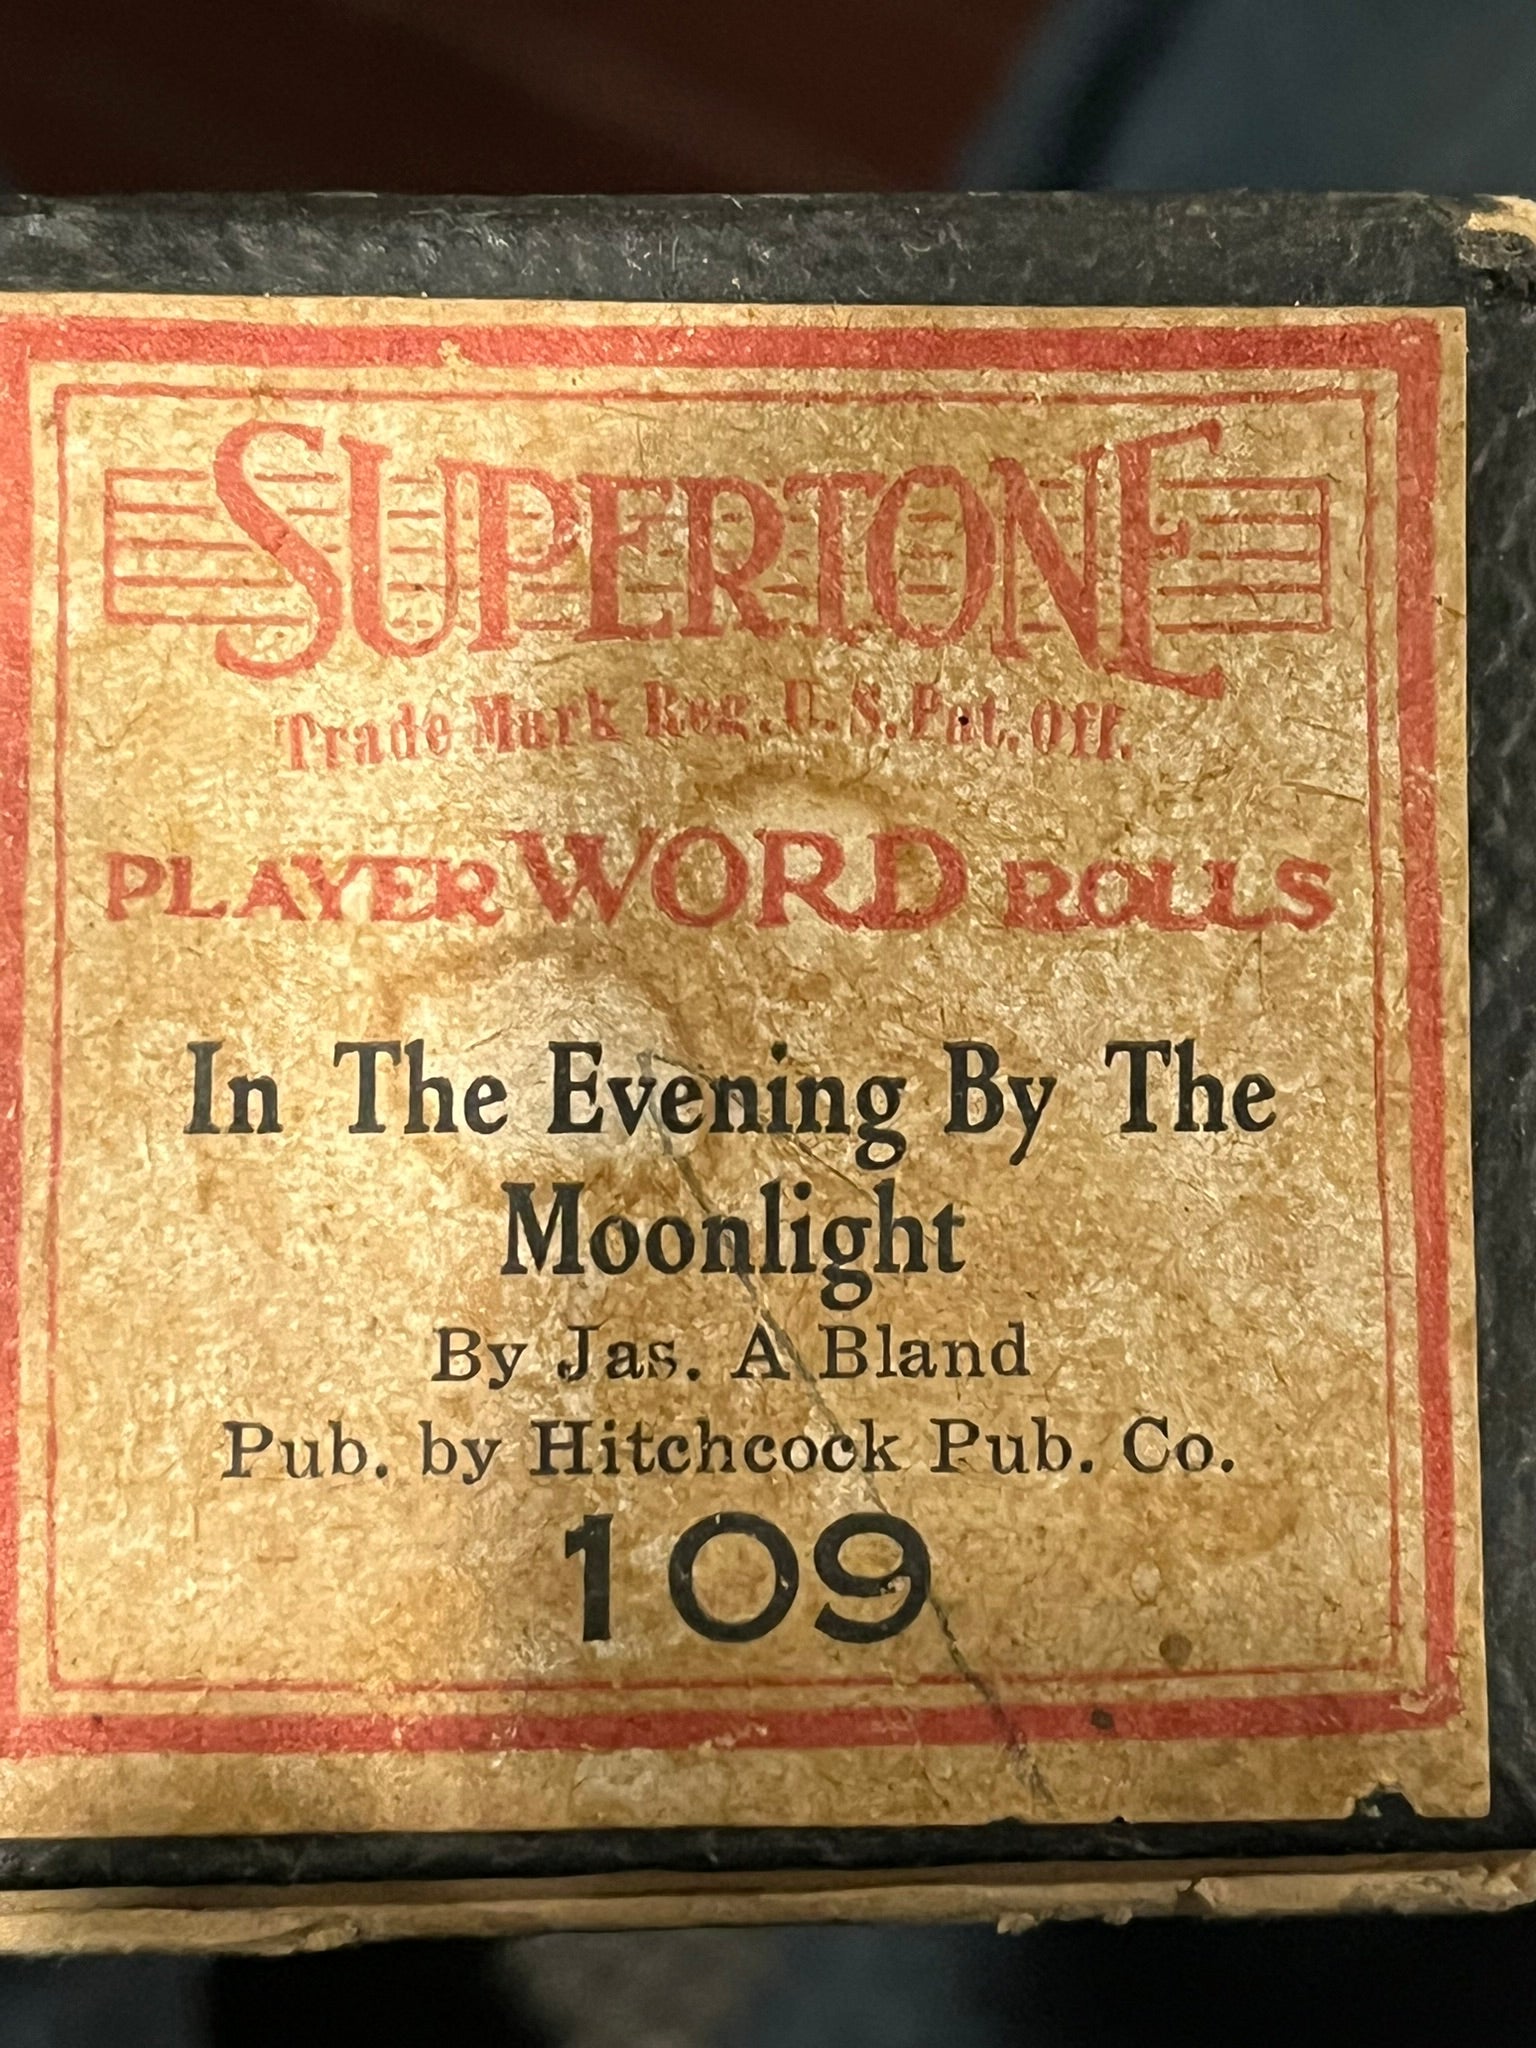 SUPERTONE
Trade Mark Reg. U. S. Pat. Off.
PLAYER WORD ROLLS
In The Evening By The
Moonlight
By Jas. A Bland
Pub. by Hitchcock Pub. Co.
109